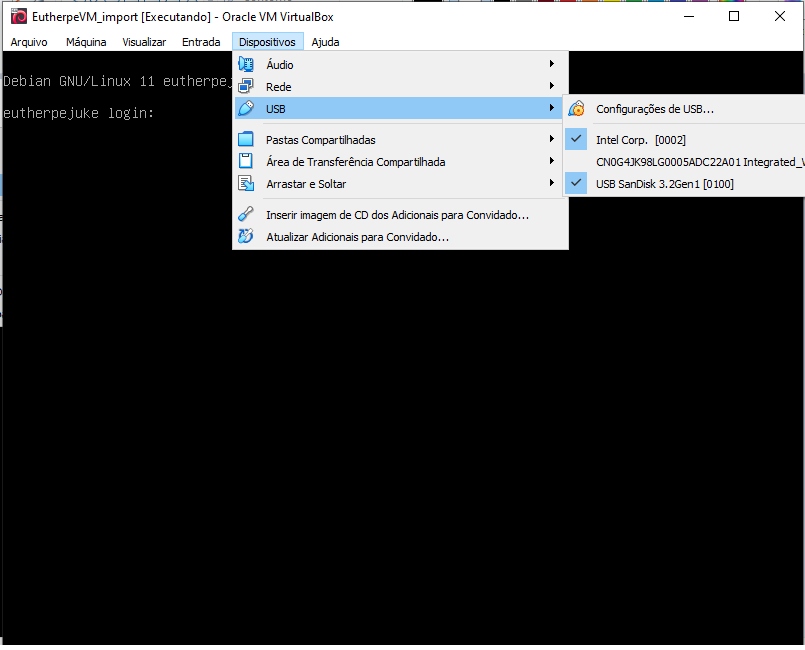 EutherpeVM_import [Executando] - Oracle VM VirtualBox
Arquivo Máquina Visualizar Entrada Dispositivos Ajuda
Debian GNU/Linux 11
eutherpejuke login:
Áudio
Rede
USB
Pastas Compartilhadas
Área de Transferência Compartilhada
Arrastar e Soltar
Inserir imagem de CD dos Adicionais para Convidado...
Atualizar Adicionais para Convidado...
Configurações de USB...
Intel Corp. [0002]
CN0G4JK98LG0005ADC22A01 Integrated_
USB SanDisk 3.2Gen1 [0100]